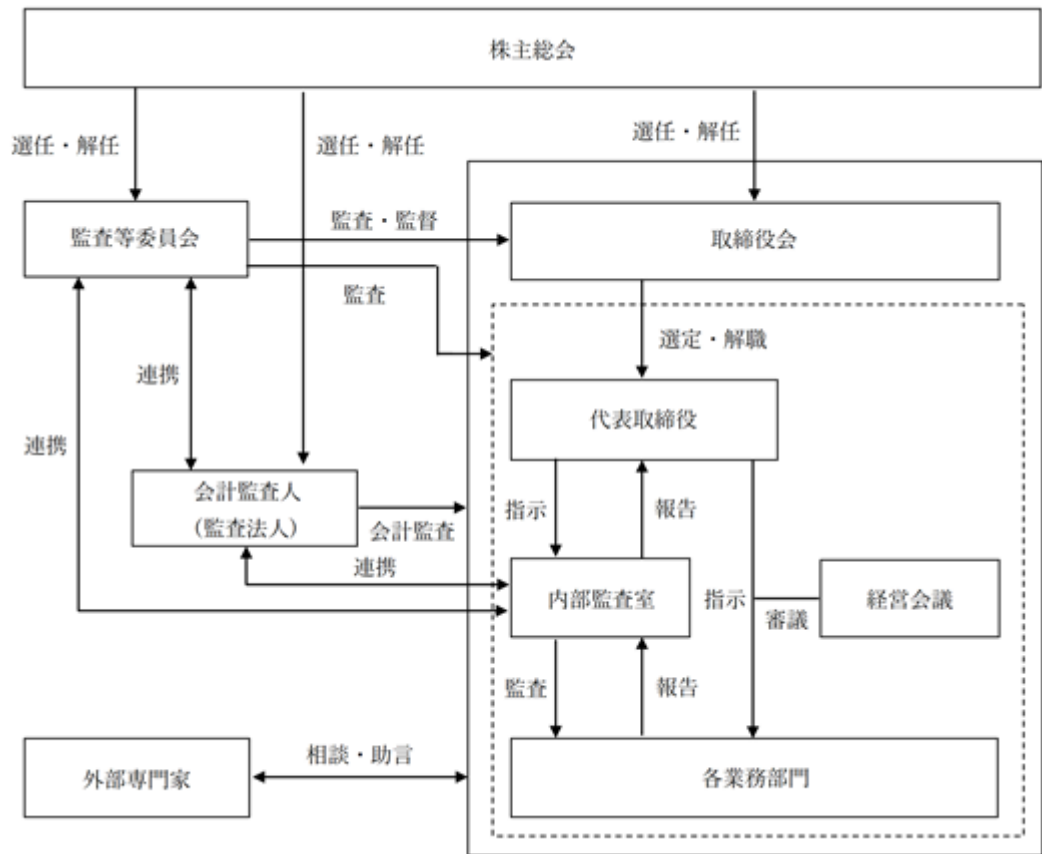 株主総会
選任・解任
選任・解任
選任・解任
監査等委員会
監査・監督
取締役会
監査
選定・解職
連携
代表取締役
連携
会計監査人
（監査法人）
会計監査
指示
報告
連携
内部監査室
指示
審議
経営会議
監査
報告
外部専門家
相談・助言
各業務部門